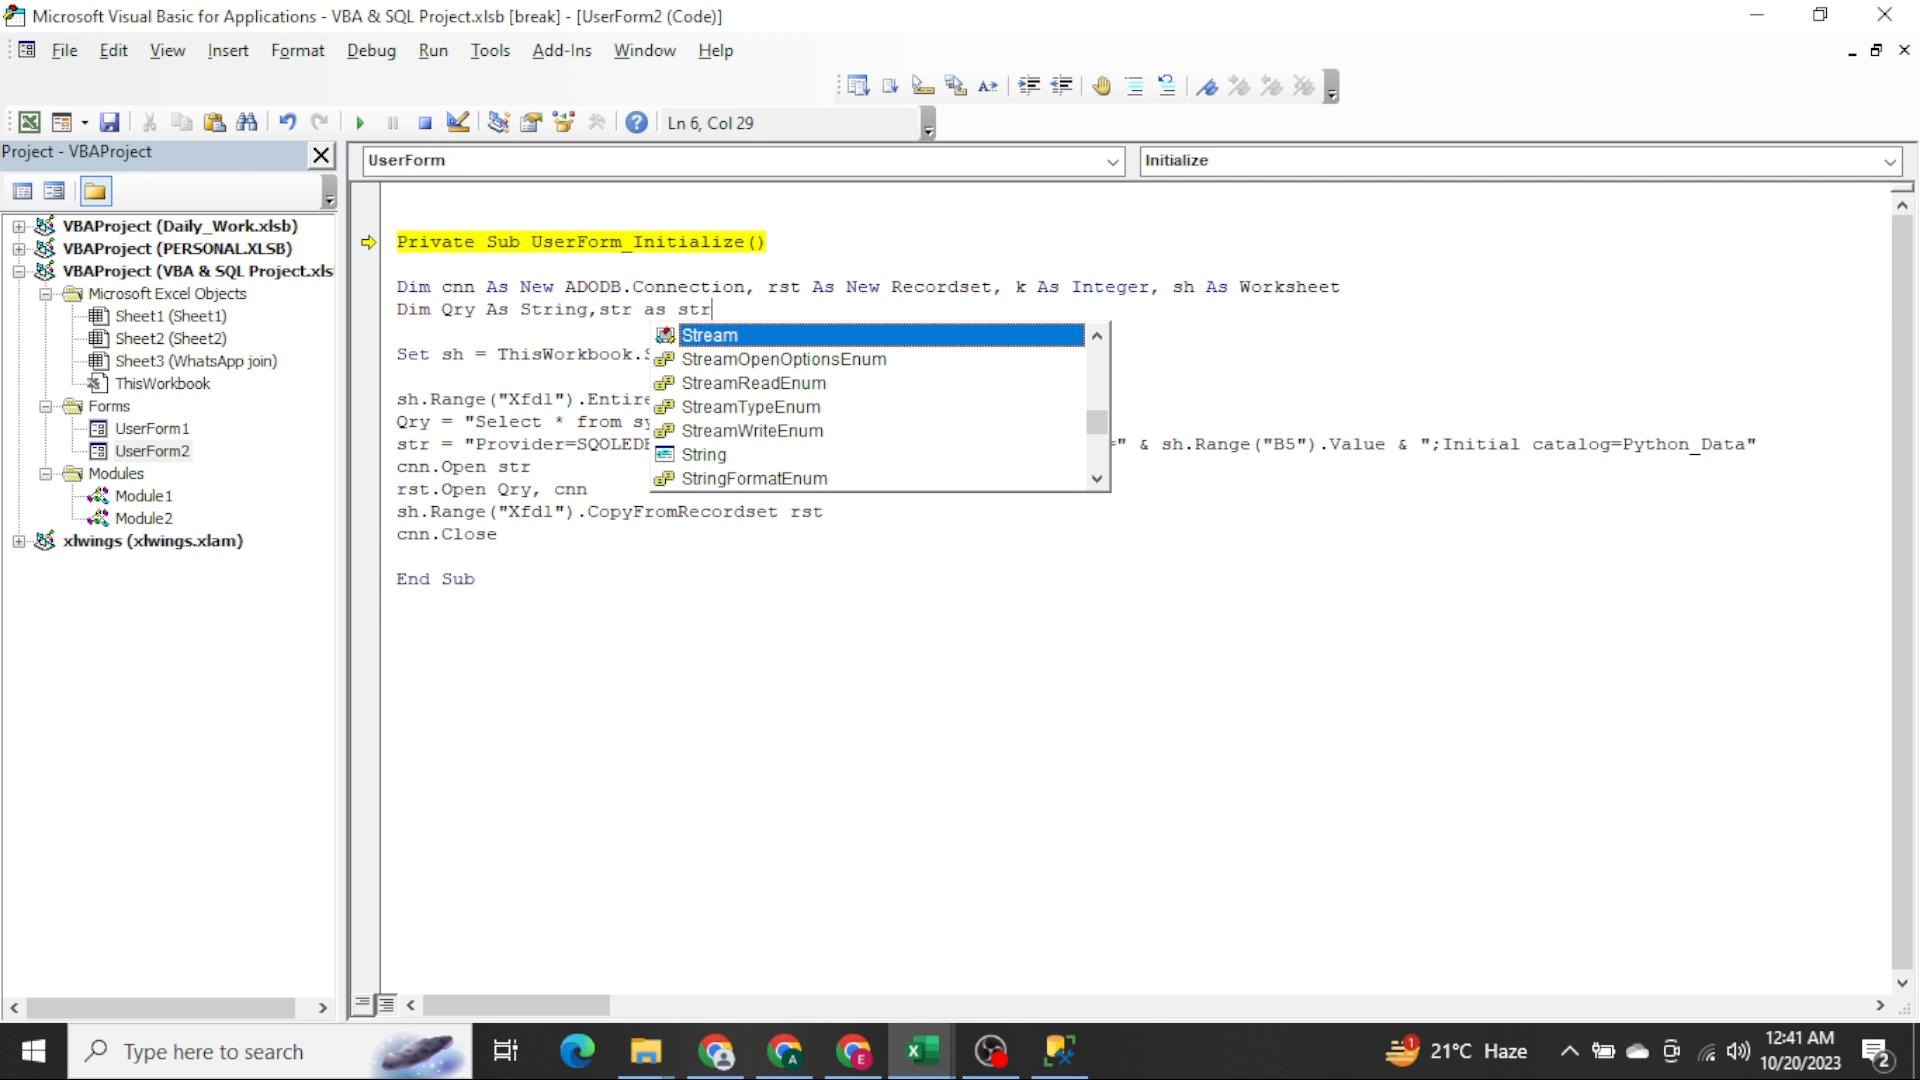 Microsoft Visual Basic for Applications - VBA & SQL Project.xlsb [break] - [UserForm2 (Code)]
File Edit View Insert Format Debug Run Tools Add-Ins Window Help
Ln 6, Col 29
Project - VBAProject
UserForm
Initialize
VBAProject (Daily_Work.xlsb)
VBAProject (PERSONAL.XLSB)
VBAProject (VBA & SQL Project.xls
Microsoft Excel Objects
Sheet1 (Sheet1)
Sheet2 (Sheet2)
Sheet3 (WhatsApp join)
ThisWorkbook
Forms
UserForm1
UserForm2
Modules
Module1
Module2
xlwings (xlwings.xlam)
Private Sub UserForm_Initialize()
Dim cnn As New ADODB.Connection, rst As New Recordset, k As Integer, sh As Worksheet
Dim Qry As String,str as str
Set sh = ThisWorkbook.
sh.Range("Xfd1").Entire
Qry = "Select * from sy
str = "Provider=SQOLED =" & sh.Range("B5").Value & ";Initial catalog=Python_Data"
cnn.Open str
rst.Open Qry, cnn
sh.Range("Xfd1").CopyFromRecordset rst
cnn.Close
End Sub
Stream
StreamOpenOptionsEnum
StreamReadEnum
StreamTypeEnum
StreamWriteEnum
String
StringFormatEnum
Type here to search
A
E
1
21°C Haze
12:41 AM
10/20/2023
2